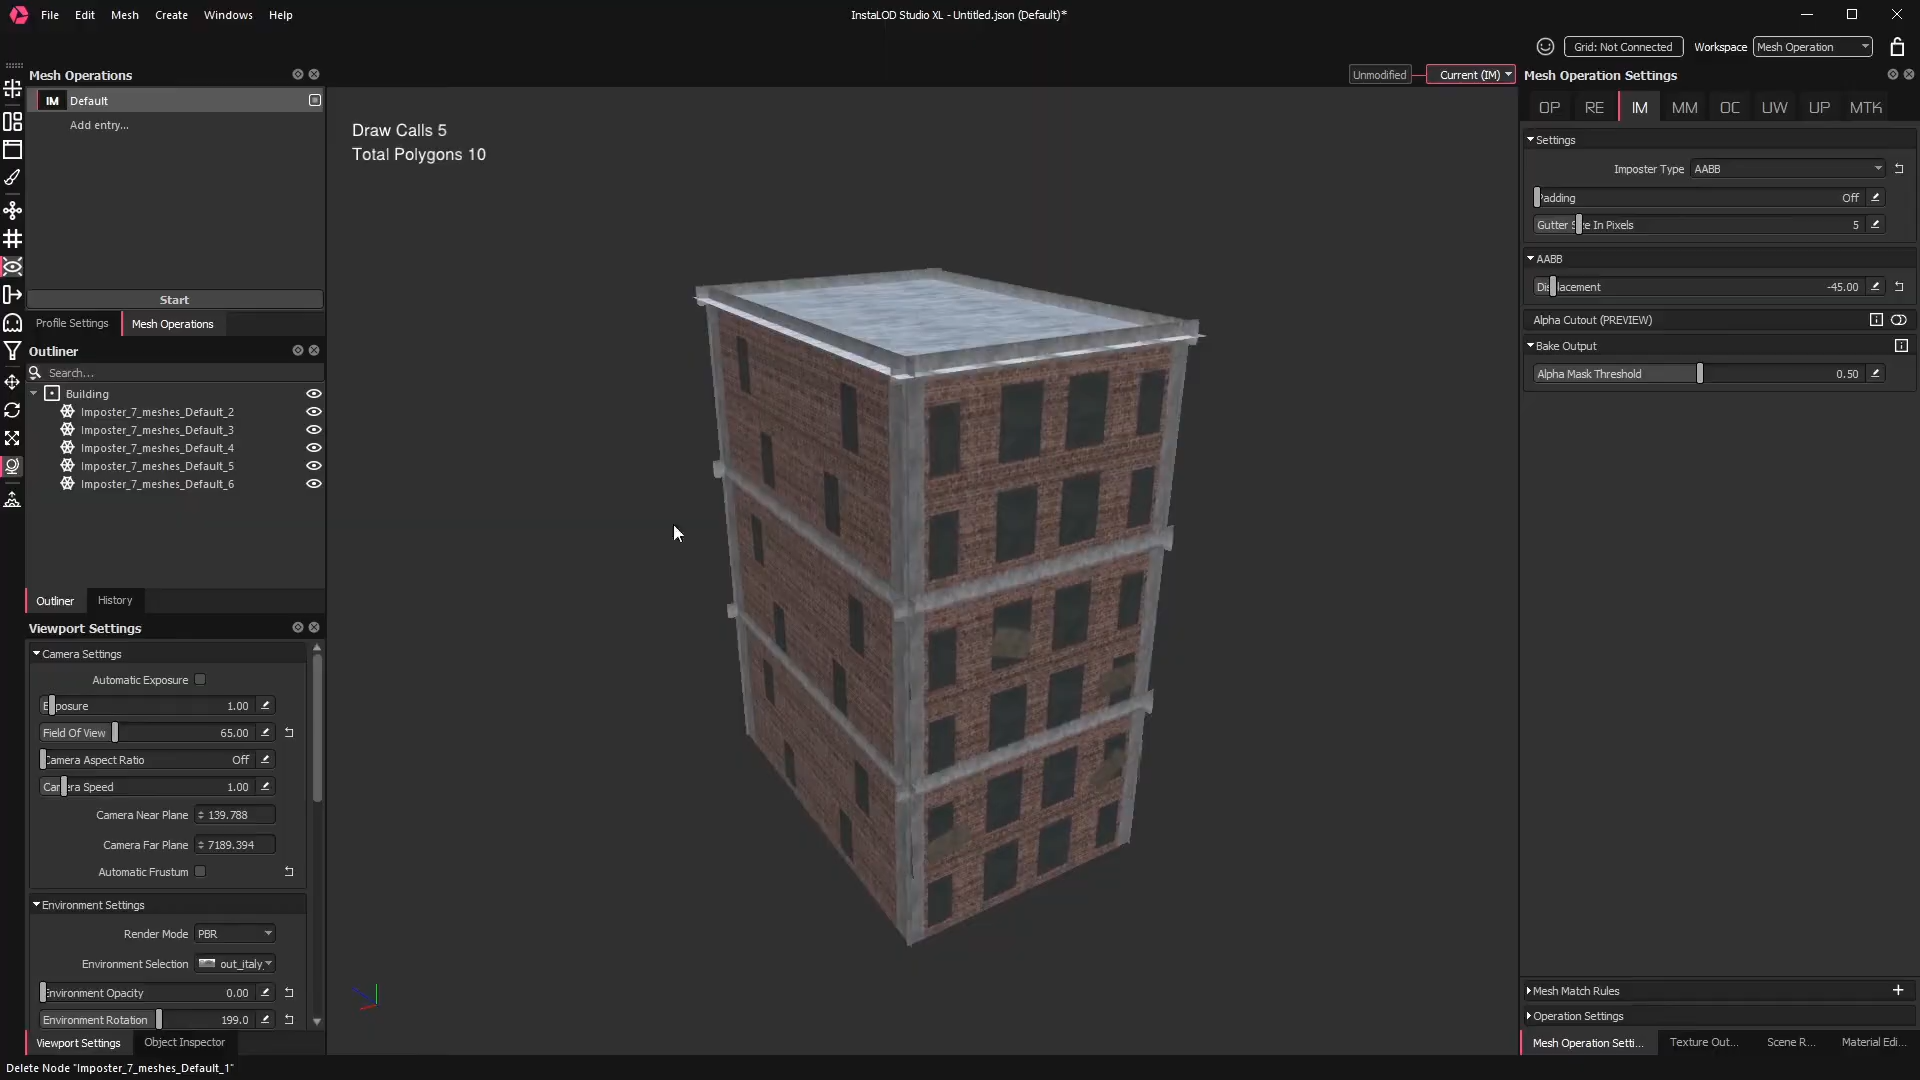 File Edit Mesh Create Windows Help
InstaLOD Studio XL - Untitled.json (Default)*
Grid: Not Connected Workspace Mesh Operation
Mesh Operations
IM Default
Add entry...
Start
Profile Settings Mesh Operations
Outliner
Search...
Building
Imposter_7_meshes_Default_2
Imposter_7_meshes_Default_3
Imposter_7_meshes_Default_4
Imposter_7_meshes_Default_5
Imposter_7_meshes_Default_6
Outliner History
Viewport Settings
Camera Settings
Automatic Exposure
Exposure 1.00
Field Of View 65.00
Camera Aspect Ratio Off
Camera Speed 1.00
Camera Near Plane 139.788
Camera Far Plane 7189.394
Automatic Frustum
Environment Settings
Render Mode PBR
Environment Selection out_italy
Environment Opacity 0.00
Environment Rotation 199.0
Viewport Settings Object Inspector
Delete Node "Imposter_7_meshes_Default_1"
Unmodified Current (IM)
Draw Calls 5
Total Polygons 10
Mesh Operation Settings
OP RE IM MM OC UW UP MTK
Settings
Imposter Type AABB
Padding Off
Gutter Size In Pixels 5
AABB
Displacement -45.00
Alpha Cutout (PREVIEW)
Bake Output
Alpha Mask Threshold 0.50
Mesh Match Rules
Operation Settings
Mesh Operation Setti... Texture Out... Scene R... Material Edi...